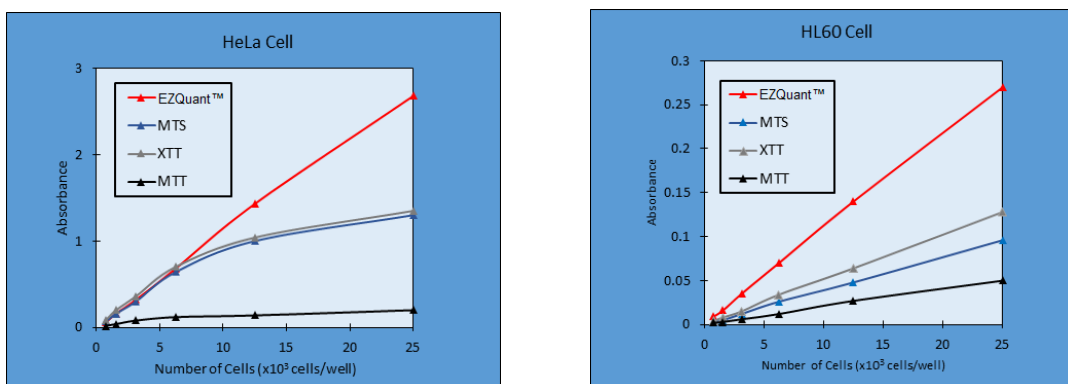 HeLa Cell
3
2
1
0
Absorbance
EZQuant™
MTS
XTT
MTT
0
5
10
15
20
25
Number of Cells (x10³ cells/well)
HL60 Cell
0.3
0.25
0.2
0.15
0.1
0.05
0
Absorbance
EZQuant™
MTS
XTT
MTT
0
5
10
15
20
25
Number of Cells (x10³ cells/well)